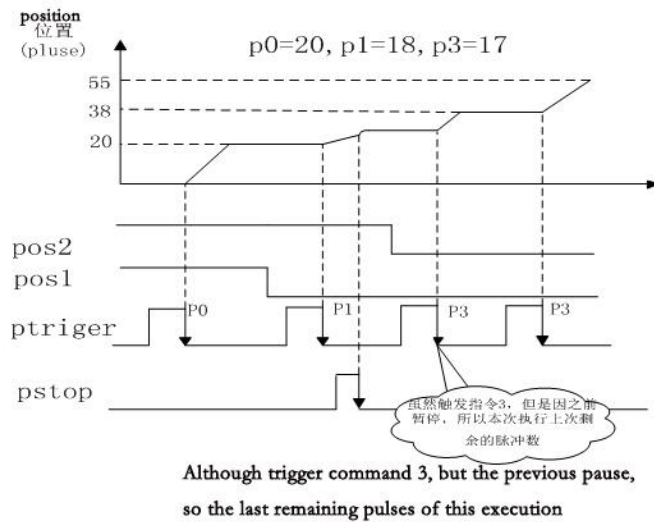 position
位置
(pluse)
p0=20, p1=18, p3=17
55
38
20
pos2
pos1
ptriger
P0
P1
P3
P3
pstop
虽然触发指令3，但是因之前
暂停，所以本次执行上次剩
余的脉冲数
Although trigger command 3, but the previous pause,
so the last remaining pulses of this execution